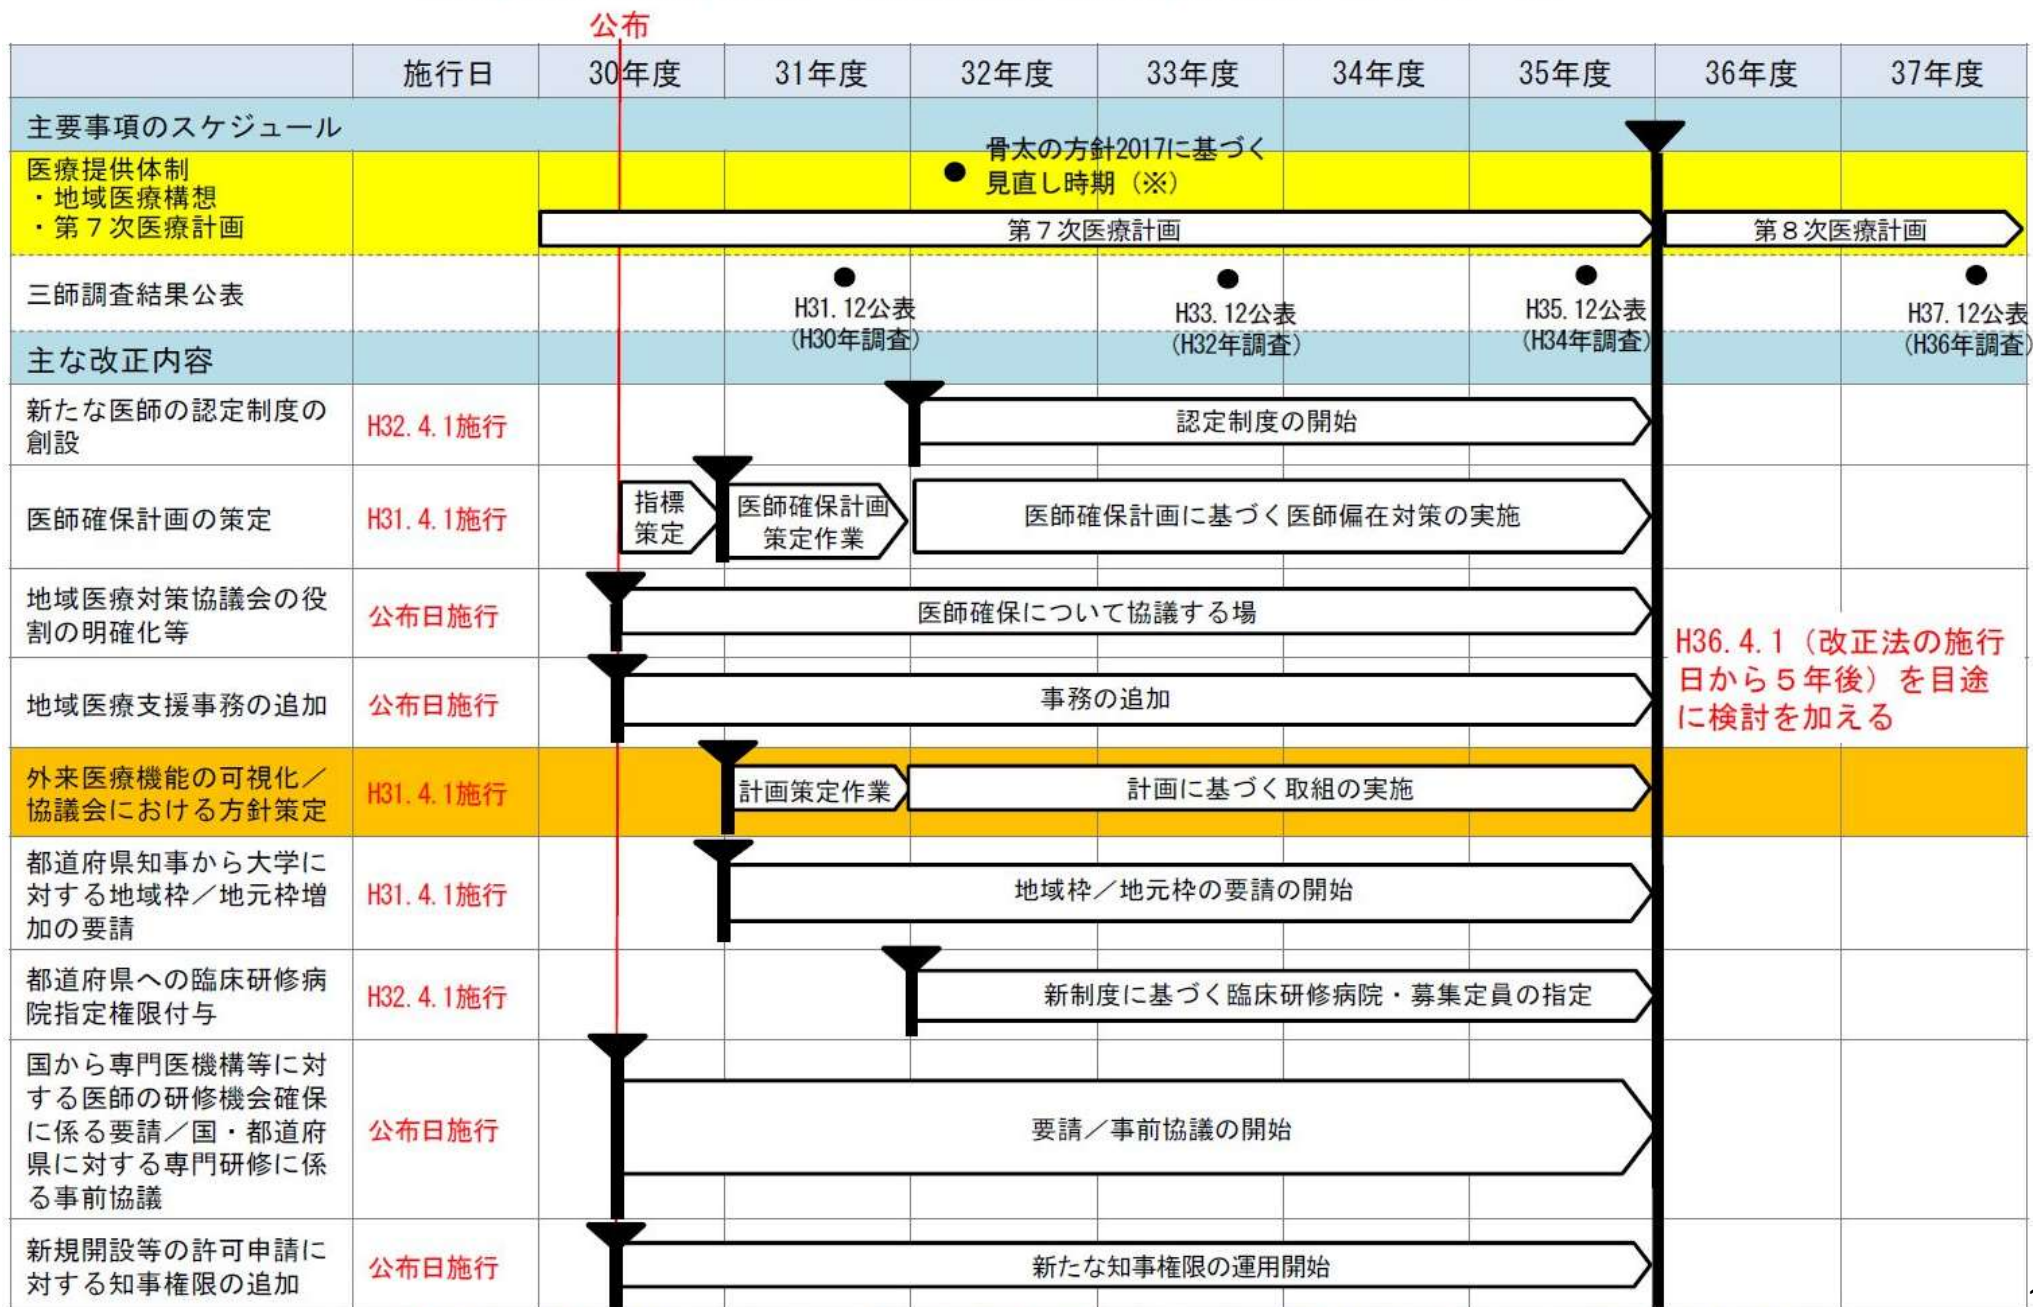 公布
施行日
30年度
31年度
32年度
33年度
34年度
35年度
36年度
37年度
主要事項のスケジュール
医療提供体制
・地域医療構想
・第７次医療計画
骨太の方針2017に基づく
見直し時期（※）
第７次医療計画
第８次医療計画
三師調査結果公表
H31.12公表
(H30年調査)
H33.12公表
(H32年調査)
H35.12公表
(H34年調査)
H37.12公表
(H36年調査)
主な改正内容
新たな医師の認定制度の
創設
H32.4.1施行
認定制度の開始
医師確保計画の策定
H31.4.1施行
指標
策定
医師確保計画
策定作業
医師確保計画に基づく医師偏在対策の実施
地域医療対策協議会の役
割の明確化等
公布日施行
医師確保について協議する場
H36.4.1（改正法の施行
日から５年後）を目途
に検討を加える
地域医療支援事務の追加
公布日施行
事務の追加
外来医療機能の可視化／
協議会における方針策定
H31.4.1施行
計画策定作業
計画に基づく取組の実施
都道府県知事から大学に
対する地域枠／地元枠増
加の要請
H31.4.1施行
地域枠／地元枠の要請の開始
都道府県への臨床研修病
院指定権限付与
H32.4.1施行
新制度に基づく臨床研修病院・募集定員の指定
国から専門医機構等に対
する医師の研修機会確保
に係る要請／国・都道府
県に対する専門研修に係
る事前協議
公布日施行
要請／事前協議の開始
新規開設等の許可申請に
対する知事権限の追加
公布日施行
新たな知事権限の運用開始